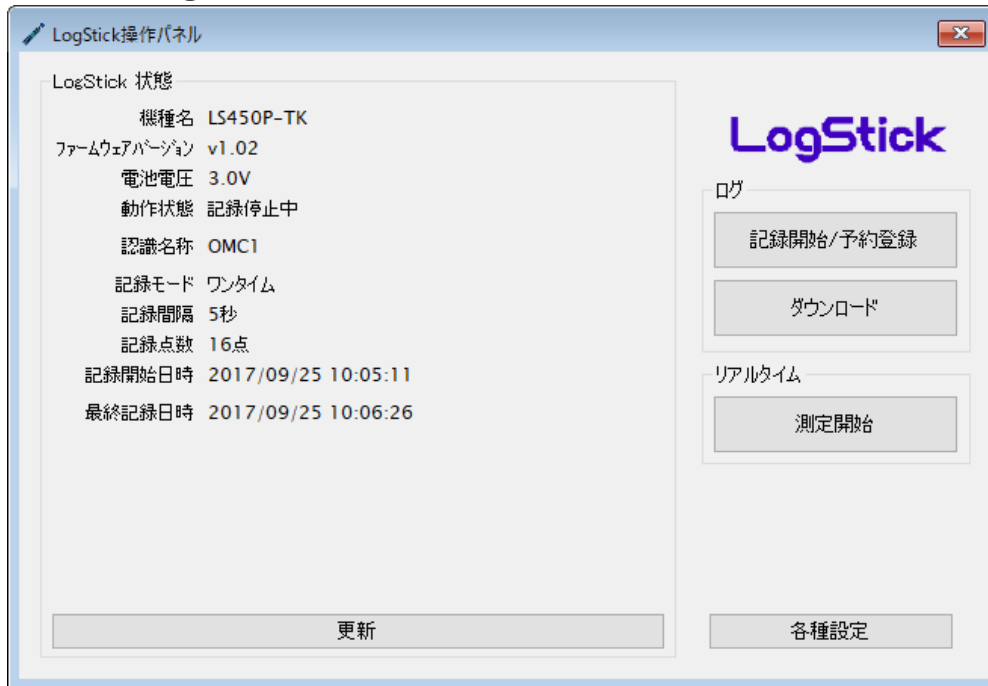 LogStick操作パネル
LogStick 状態
機種名 LS450P-TK
ファームウェアバージョン v1.02
電池電圧 3.0V
動作状態 記録停止中
認識名称 OMC1
記録モード ワンタイム
記録間隔 5秒
記録点数 16点
記録開始日時 2017/09/25 10:05:11
最終記録日時 2017/09/25 10:06:26
更新
LogStick
ログ
記録開始/予約登録
ダウンロード
リアルタイム
測定開始
各種設定